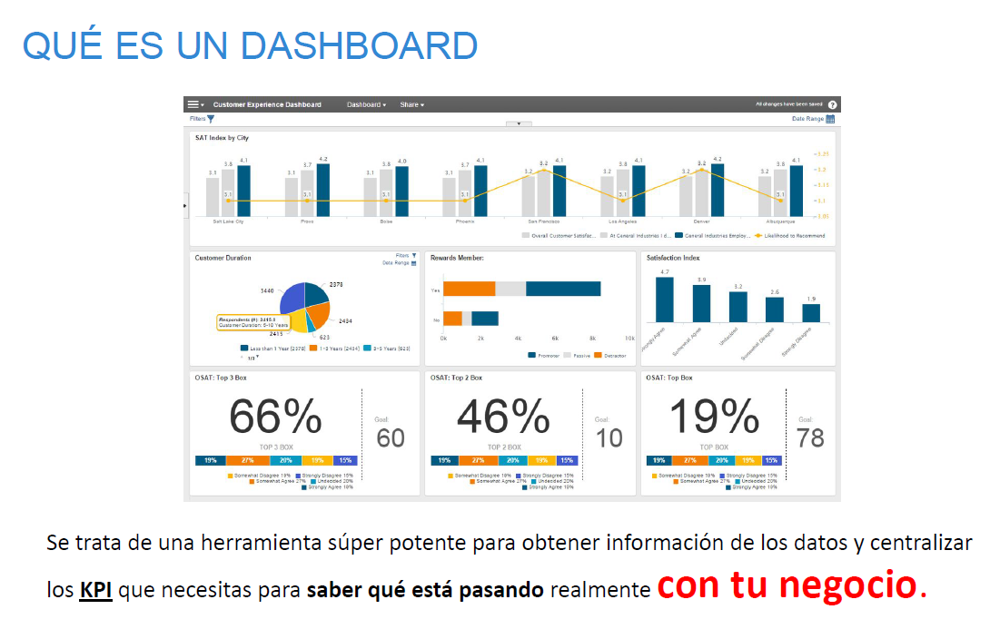 QUÉ ES UN DASHBOARD
Customer Experience Dashboard Dashboard Share All changes have been saved ?
Filters Date Range
SAT Index by City
3.1 3.8 4.1 3.1
3.1 3.7 4.2 3.1
3.1 3.8 4.0 3.1
3.1 3.7 4.1 3.1
3.2 3.2 4.1
3.2 3.8 4.1 3.1
3.2 3.2 4.2
3.2 3.8 4.1 3.1
3.25
3.2
3.15
3.1
3.05
Salt Lake City Provo Boise Phoenix San Francisco Los Angeles Denver Albuquerque
Overall Customer Satisfac... At General Industries I d... General Industries Employ... Likelihood to Recommend
Customer Duration
Filters
Date Range
2378
2434
623
2415
5440
Respondents (#): 2415.0
Customer Duration: 5-10 Years
Less than 1 Year (2378) 1-3 Years (2434) 3-5 Years (623)
1/2
Rewards Member:
Yes
No
0k 2k 4k 6k 8k 10k
Promoter Passive Detractor
Satisfaction Index
4.7 3.9 3.2 2.6 1.9
Strongly Agree Somewhat Agree Undecided Somewhat Disagree Strongly Disagree
OSAT: Top 3 Box
66%
TOP 3 BOX
Goal:
60
19% 27% 20% 19% 15%
Somewhat Disagree 19% Strongly Disagree 15%
Somewhat Agree 27% Undecided 20%
Strongly Agree 19%
OSAT: Top 2 Box
46%
TOP 2 BOX
Goal:
10
19% 27% 20% 19% 15%
Somewhat Disagree 19% Strongly Disagree 15%
Somewhat Agree 27% Undecided 20%
Strongly Agree 19%
OSAT: Top Box
19%
TOP BOX
Goal:
78
19% 27% 20% 19% 15%
Somewhat Disagree 19% Strongly Disagree 15%
Somewhat Agree 27% Undecided 20%
Strongly Agree 19%
Se trata de una herramienta súper potente para obtener información de los datos y centralizar
los KPI que necesitas para saber qué está pasando realmente con tu negocio.